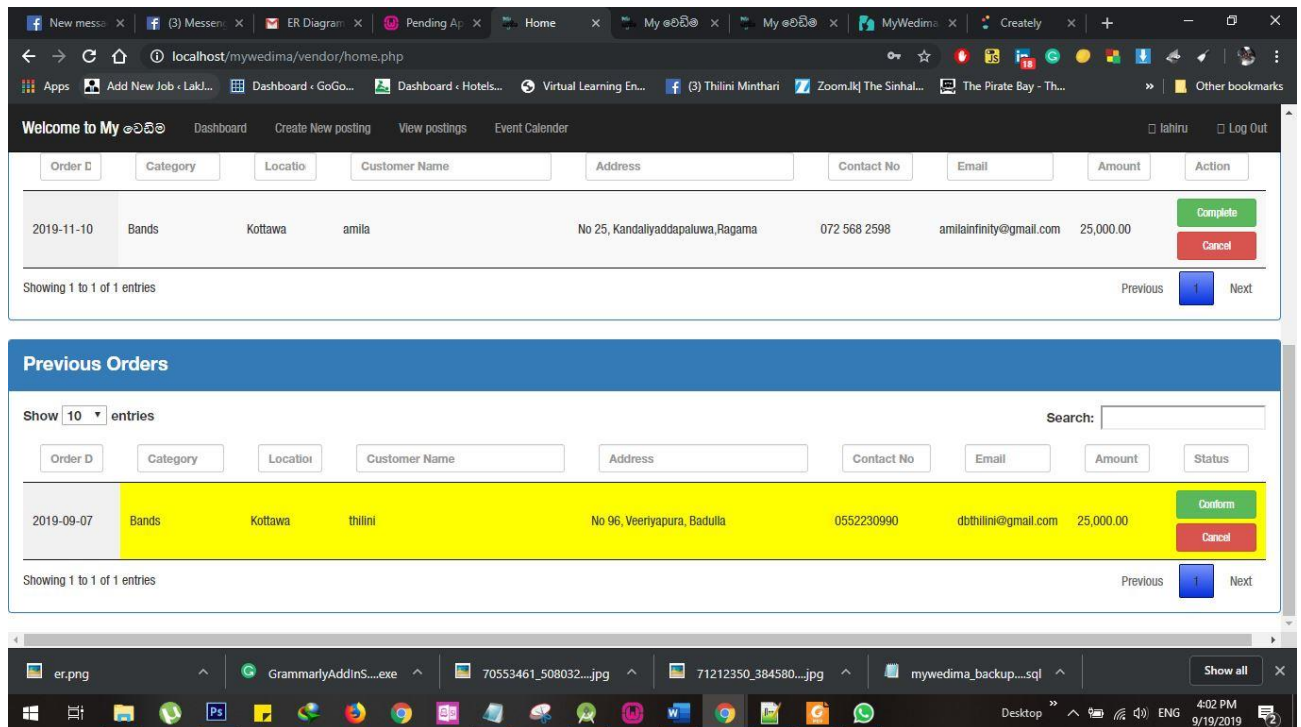 New messa (3) Messeng ER Diagram Pending Ap Home My වෙඩිම My වෙඩිම MyWedima Creately
localhost/mywedima/vendor/home.php 18
Apps Add New Job ‹ Lakl... Dashboard ‹ GoGo... Dashboard ‹ Hotels... Virtual Learning En... (3) Thilini Minthari Zoom.lk| The Sinhal... The Pirate Bay - Th... » Other bookmarks
Welcome to My වෙඩිම Dashboard Create New posting View postings Event Calender lahiru Log Out
Order D Category Locatio Customer Name Address Contact No Email Amount Action
2019-11-10 Bands Kottawa amila No 25, Kandaliyaddapaluwa,Ragama 072 568 2598 amilainfinity@gmail.com 25,000.00 Complete
Cancel
Showing 1 to 1 of 1 entries Previous 1 Next
Previous Orders
Show 10 entries Search:
Order D Category Location Customer Name Address Contact No Email Amount Status
2019-09-07 Bands Kottawa thilini No 96, Veeriyapura, Badulla 0552230990 dbthilini@gmail.com 25,000.00 Conform
Cancel
Showing 1 to 1 of 1 entries Previous 1 Next
er.png GrammarlyAddInS....exe 70553461_508032....jpg 71212350_384580....jpg mywedima_backup....sql Show all
Ps Desktop » ENG 4:02 PM
9/19/2019 2